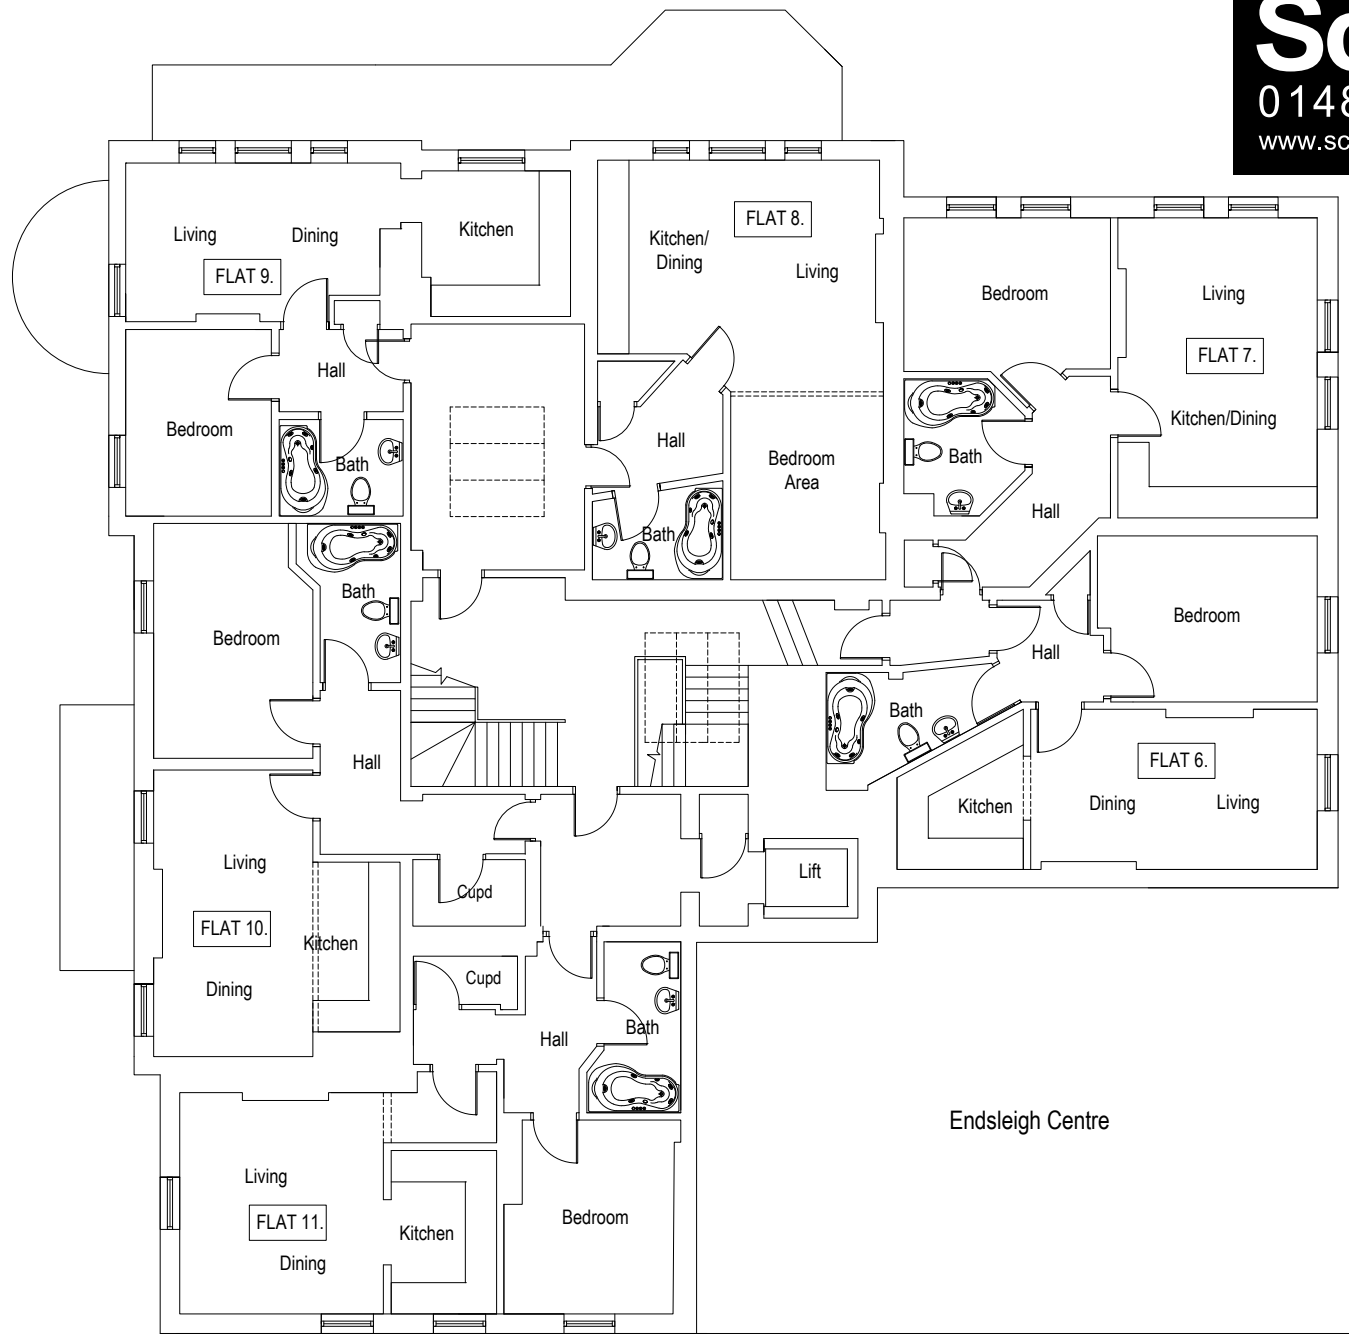 0148
www.sc
FLAT 8.
Living
Dining
Kitchen
Kitchen/
Dining
Living
FLAT 9.
Bedroom
Living
FLAT 7.
Hall
Bedroom
Kitchen/Dining
Hall
Bedroom
Area
Bath
Bath
Hall
Bath
Bath
Bedroom
Bedroom
Hall
Bath
Hall
FLAT 6.
Kitchen
Dining
Living
Living
Lift
Cupd
FLAT 10.
Kitchen
Dining
Cupd
Hall
Bath
Endsleigh Centre
Living
FLAT 11.
Kitchen
Bedroom
Dining